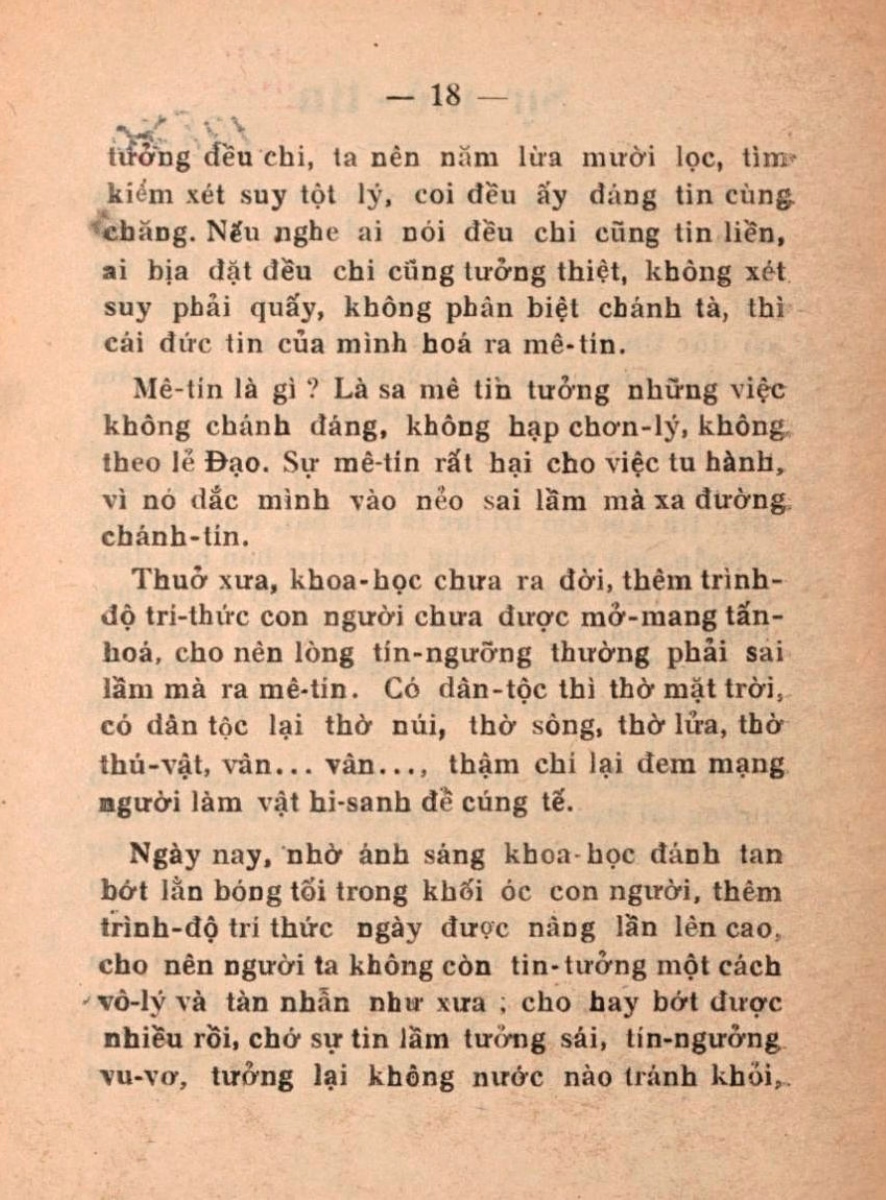 — 18 —
tưởng đều chi, ta nên năm lừa mười lọc, tìm
kiếm xét suy tột lý, coi đều ấy đáng tin cùng
chăng. Nếu nghe ai nói đều chi cũng tin liền,
ai bịa đặt đều chi cũng tưởng thiệt, không xét
suy phải quấy, không phân biệt chánh tà, thì
cái đức tin của mình hoá ra mê-tín.
Mê-tín là gì ? Là sa mê tin tưởng những việc
không chánh đáng, không hạp chơn-lý, không
theo lẻ Đạo. Sự mê-tín rất hại cho việc tu hành,
vì nó dắc mình vào nẻo sai lầm mà xa đường
chánh-tín.
Thuở xưa, khoa-học chưa ra đời, thêm trình-
độ trí-thức con người chưa được mở-mang tấn-
hoá, cho nên lòng tín-ngưỡng thường phải sai
lầm mà ra mê-tín. Có dân-tộc thì thờ mặt trời,
có dân tộc lại thờ núi, thờ sông, thờ lửa, thờ
thú-vật, vân... vân..., thậm chí lại đem mạng
người làm vật hi-sanh để cúng tế.
Ngày nay, nhờ ánh sáng khoa-học đánh tan
bớt lằn bóng tối trong khối óc con người, thêm
trình-độ trí thức ngày được nâng lần lên cao,
cho nên người ta không còn tin-tưởng một cách
vô-lý và tàn nhẫn như xưa ; cho hay bớt được
nhiều rồi, chớ sự tin lầm tưởng sái, tín-ngưởng
vu-vơ, tưởng lại không nước nào tránh khỏi,